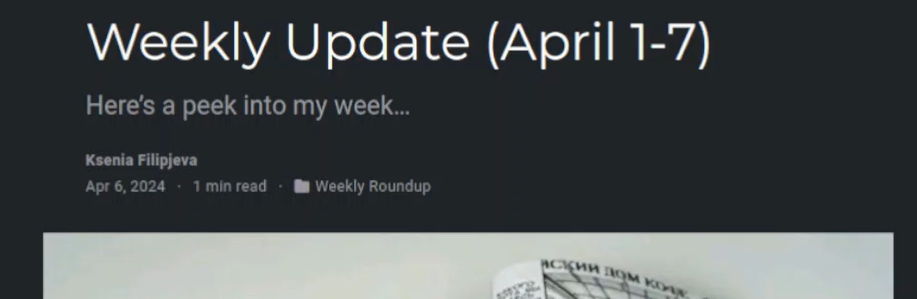 Weekly Update (April 1-7)
Here's a peek into my week...
Ksenia Filipjeva
Apr 6, 2024 · 1 min read · Weekly Roundup
ДОМ